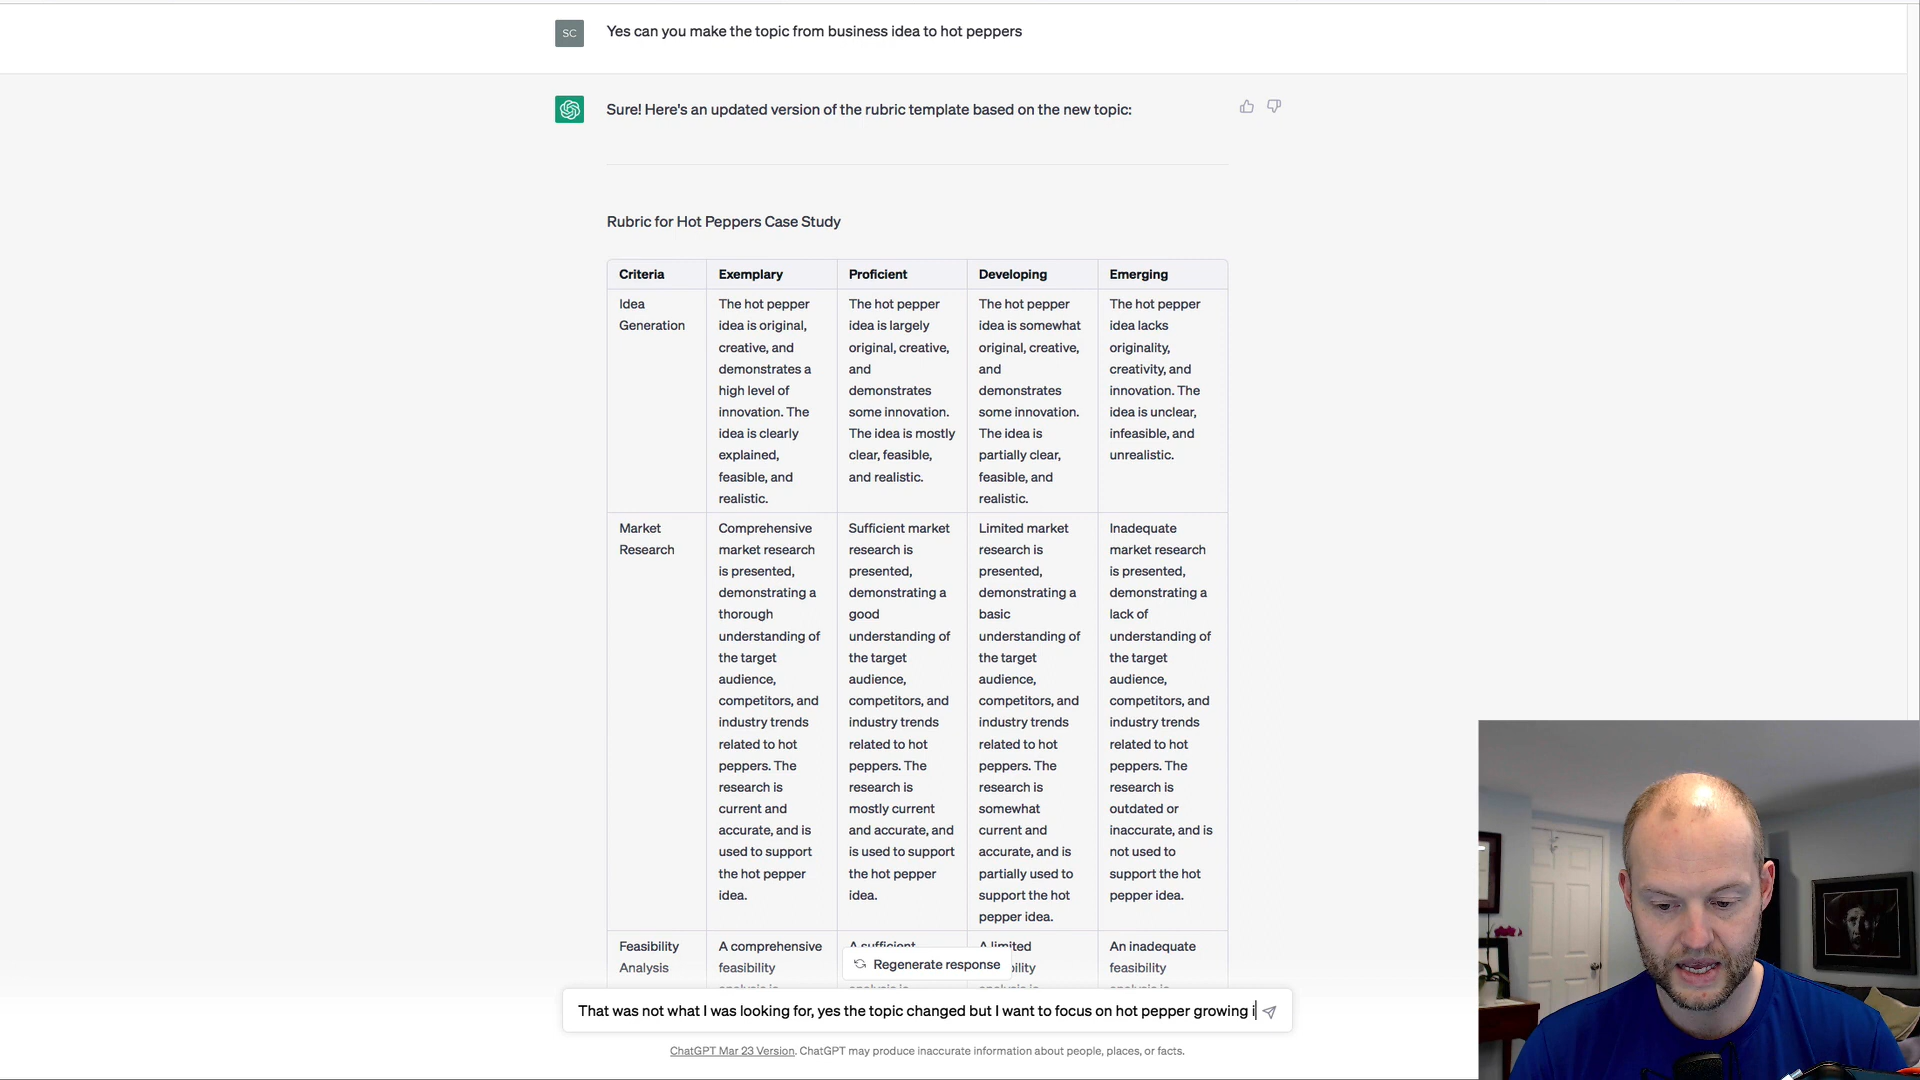 SC
Yes can you make the topic from business idea to hot peppers
Sure! Here's an updated version of the rubric template based on the new topic:
Rubric for Hot Peppers Case Study
Criteria
Exemplary
Proficient
Developing
Emerging
Idea
Generation
The hot pepper
idea is original,
creative, and
demonstrates a
high level of
innovation. The
idea is clearly
explained,
feasible, and
realistic.
The hot pepper
idea is largely
original, creative,
and
demonstrates
some innovation.
The idea is mostly
clear, feasible,
and realistic.
The hot pepper
idea is somewhat
original, creative,
and
demonstrates
some innovation.
The idea is
partially clear,
feasible, and
realistic.
The hot pepper
idea lacks
originality,
creativity, and
innovation. The
idea is unclear,
infeasible, and
unrealistic.
Market
Research
Comprehensive
market research
is presented,
demonstrating a
thorough
understanding of
the target
audience,
competitors, and
industry trends
related to hot
peppers. The
research is
current and
accurate, and is
used to support
the hot pepper
idea.
Sufficient market
research is
presented,
demonstrating a
good
understanding of
the target
audience,
competitors, and
industry trends
related to hot
peppers. The
research is
mostly current
and accurate, and
is used to support
the hot pepper
idea.
Limited market
research is
presented,
demonstrating a
basic
understanding of
the target
audience,
competitors, and
industry trends
related to hot
peppers. The
research is
somewhat
current and
accurate, and is
partially used to
support the hot
pepper idea.
Inadequate
market research
is presented,
demonstrating a
lack of
understanding of
the target
audience,
competitors, and
industry trends
related to hot
peppers. The
research is
outdated or
inaccurate, and is
not used to
support the hot
pepper idea.
Feasibility
Analysis
A comprehensive
feasibility
A sufficient
A limited
An inadequate
feasibility
Regenerate response
That was not what I was looking for, yes the topic changed but I want to focus on hot pepper growing i
ChatGPT Mar 23 Version. ChatGPT may produce inaccurate information about people, places, or facts.